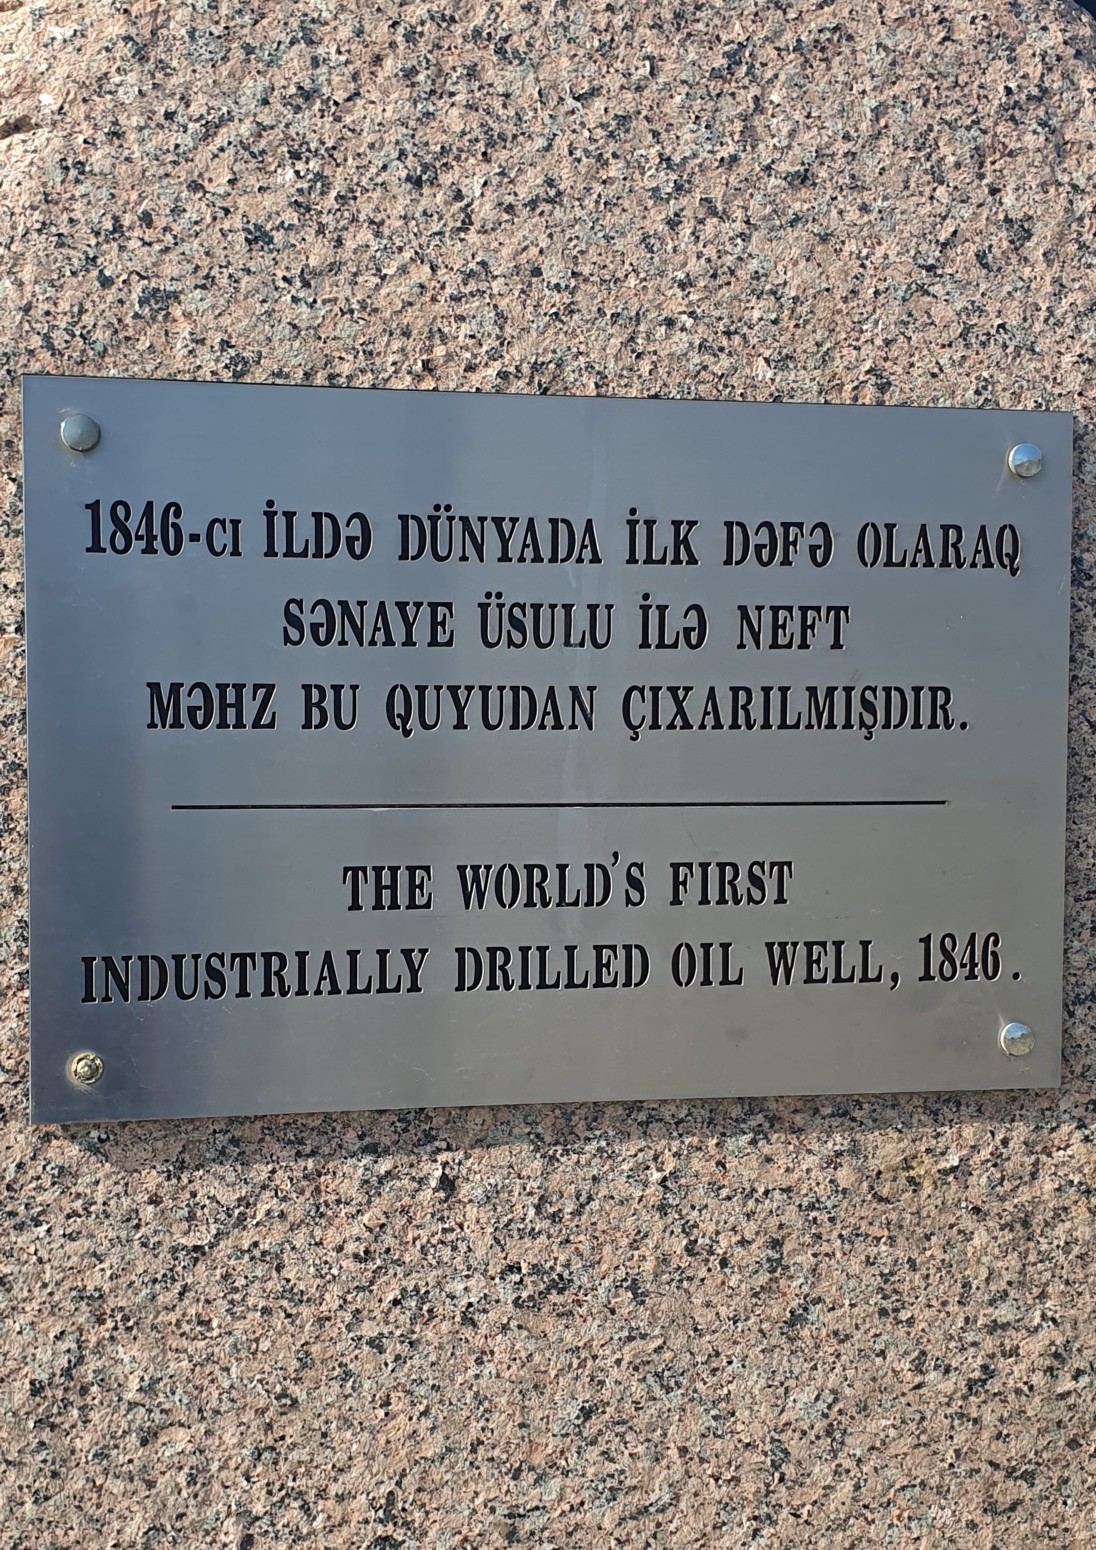 1846-CI İLDƏ DÜNYADA İLK DƏFƏ OLARAQ
SƏNAYE ÜSULU İLƏ NEFT
MƏHZ BU QUYUDAN ÇIXARILMIŞDIR.
THE WORLD'S FIRST
INDUSTRIALLY DRILLED OIL WELL, 1846.